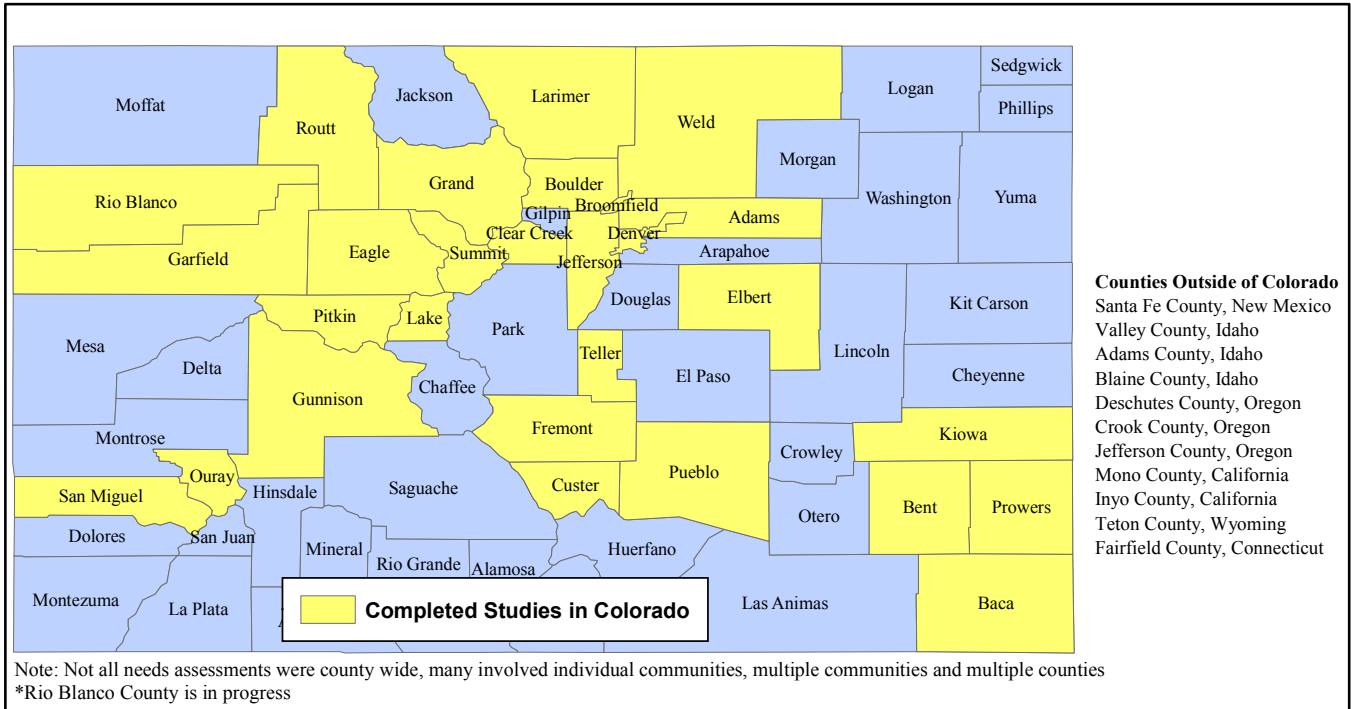 Sedgwick
Logan
Jackson
Larimer
Moffat
Phillips
Weld
Routt
Morgan
Grand
Boulder
Washington
Yuma
Rio Blanco
Broomfield
Gilpin
Adams
Clear Creek
Denver
Eagle
Summit
Arapahoe
Garfield
Jefferson
Counties Outside of Colorado
Santa Fe County, New Mexico
Valley County, Idaho
Adams County, Idaho
Blaine County, Idaho
Deschutes County, Oregon
Crook County, Oregon
Jefferson County, Oregon
Mono County, California
Inyo County, California
Teton County, Wyoming
Fairfield County, Connecticut
Douglas
Elbert
Kit Carson
Pitkin
Lake
Park
Mesa
Lincoln
Teller
Delta
El Paso
Cheyenne
Chaffee
Gunnison
Fremont
Kiowa
Montrose
Crowley
Ouray
Pueblo
Custer
San Miguel
Hinsdale
Saguache
Bent
Prowers
Otero
Dolores
San Juan
Mineral
Huerfano
Rio Grande
Alamosa
Montezuma
La Plata
Las Animas
Baca
Completed Studies in Colorado
Note: Not all needs assessments were county wide, many involved individual communities, multiple communities and multiple counties
*Rio Blanco County is in progress